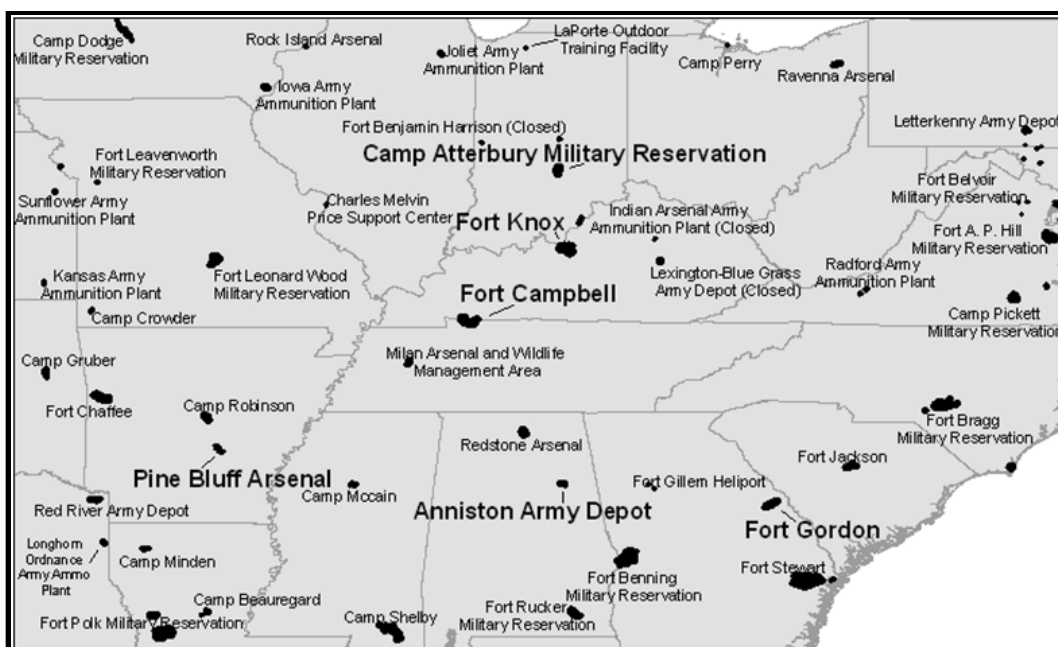 Camp Dodge
Military Reservation
Rock Island Arsenal
Joliet Army
Ammunition Plant
LaPorte Outdoor
Training Facility
Camp Perry
Ravenna Arsenal
Iowa Army
Ammunition Plant
Letterkenny Army Depot
Fort Benjamin Harrison (Closed)
Camp Atterbury Military Reservation
Fort Leavenworth
Military Reservation
Sunflower Army
Ammunition Plant
Charles Melvin
Price Support Center
Fort Knox
Indian Arsenal Army
Ammunition Plant (Closed)
Fort Belvoir
Military Reservation
Fort A. P. Hill
Military Reservation
Kansas Army
Ammunition Plant
Fort Leonard Wood
Military Reservation
Lexington-Blue Grass
Army Depot (Closed)
Radford Army
Ammunition Plant
Fort Campbell
Camp Crowder
Camp Pickett
Military Reservation
Camp Gruber
Milan Arsenal and Wildlife
Management Area
Fort Chaffee
Camp Robinson
Fort Bragg
Military Reservation
Redstone Arsenal
Fort Jackson
Pine Bluff Arsenal
Camp Mccain
Fort Gillem Heliport
Red River Army Depot
Anniston Army Depot
Fort Gordon
Longhorn
Ordnance
Army Ammo
Plant
Camp Minden
Fort Benning
Military Reservation
Fort Stewart
Camp Beauregard
Fort Polk Military Reservation
Camp Shelby
Fort Rucker
Military Reservation